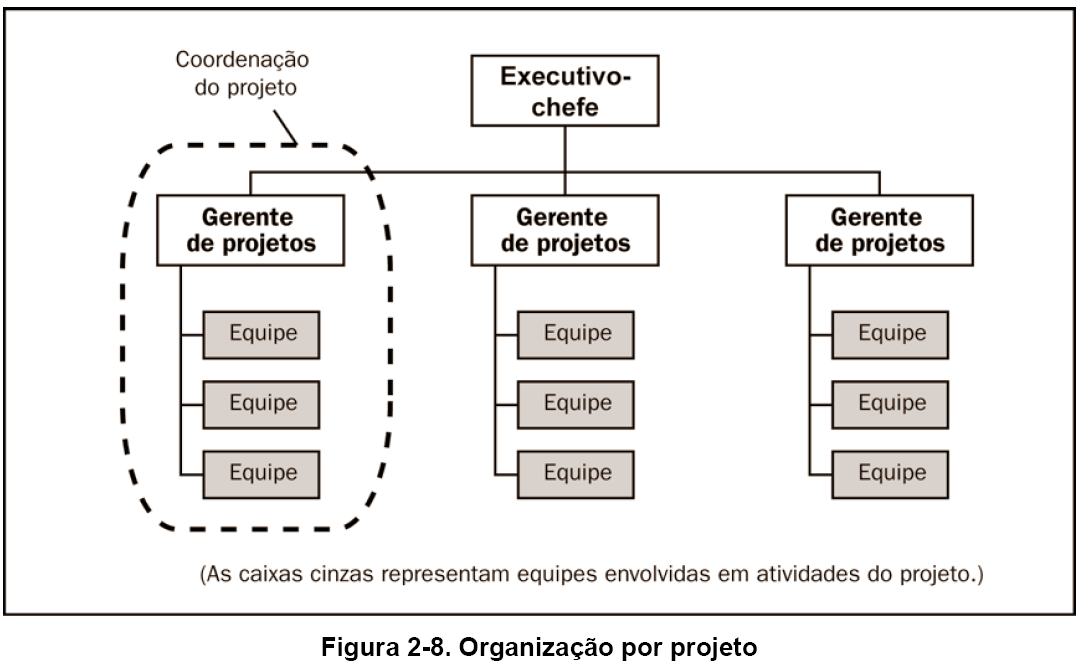 Coordenação
do projeto
Executivo-
chefe
Gerente
de projetos
Gerente
de projetos
Gerente
de projetos
Equipe
Equipe
Equipe
Equipe
Equipe
Equipe
Equipe
Equipe
Equipe
(As caixas cinzas representam equipes envolvidas em atividades do projeto.)
Figura 2-8. Organização por projeto